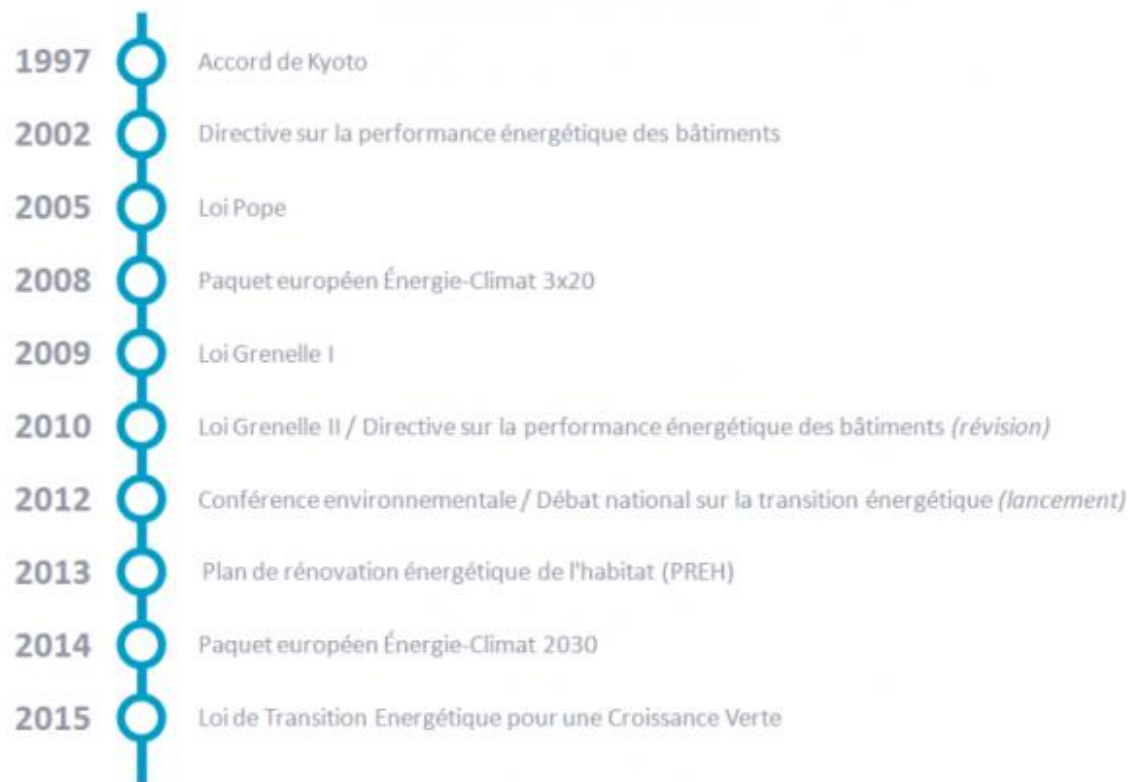 1997 Accord de Kyoto
2002 Directive sur la performance énergétique des bâtiments
2005 Loi Pope
2008 Paquet européen Énergie-Climat 3x20
2009 Loi Grenelle I
2010 Loi Grenelle II / Directive sur la performance énergétique des bâtiments (révision)
2012 Conférence environnementale / Débat national sur la transition énergétique (lancement)
2013 Plan de rénovation énergétique de l'habitat (PREH)
2014 Paquet européen Énergie-Climat 2030
2015 Loi de Transition Energétique pour une Croissance Verte